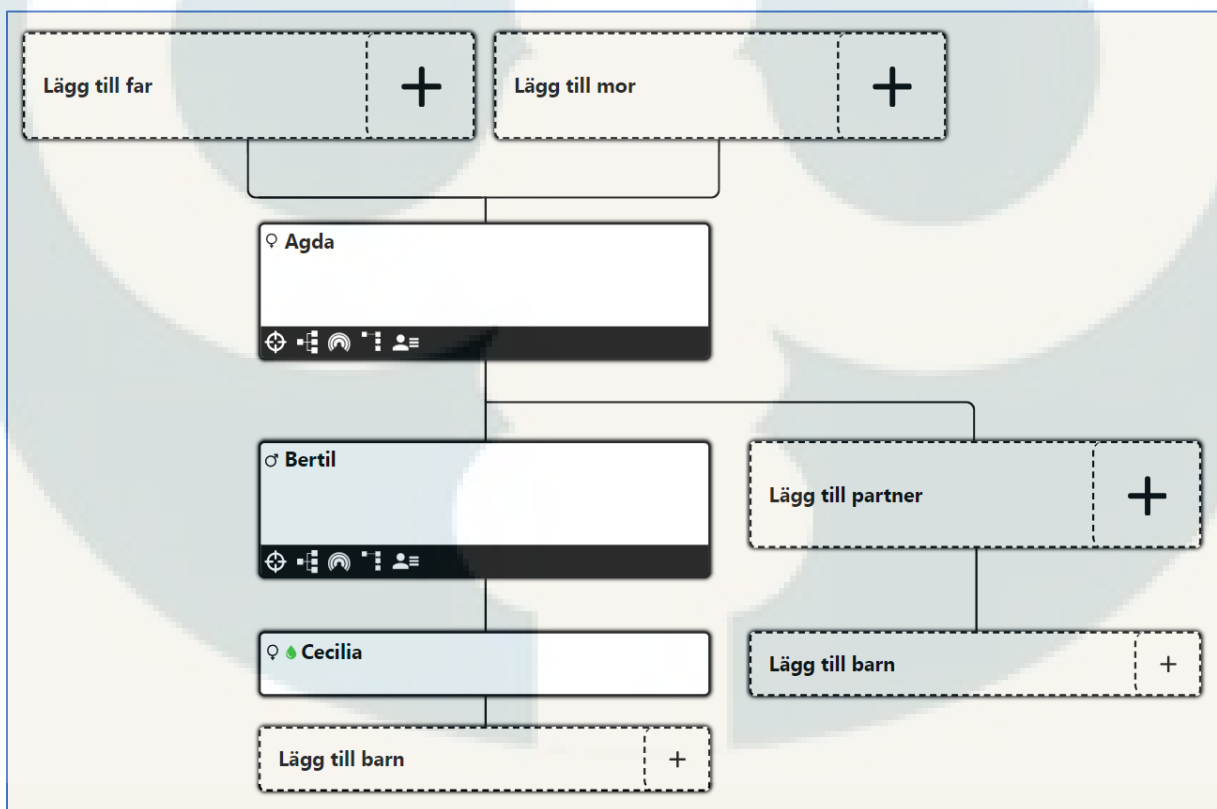 Lägg till far
Lägg till mor
Agda
Bertil
Lägg till partner
Cecilia
Lägg till barn
Lägg till barn